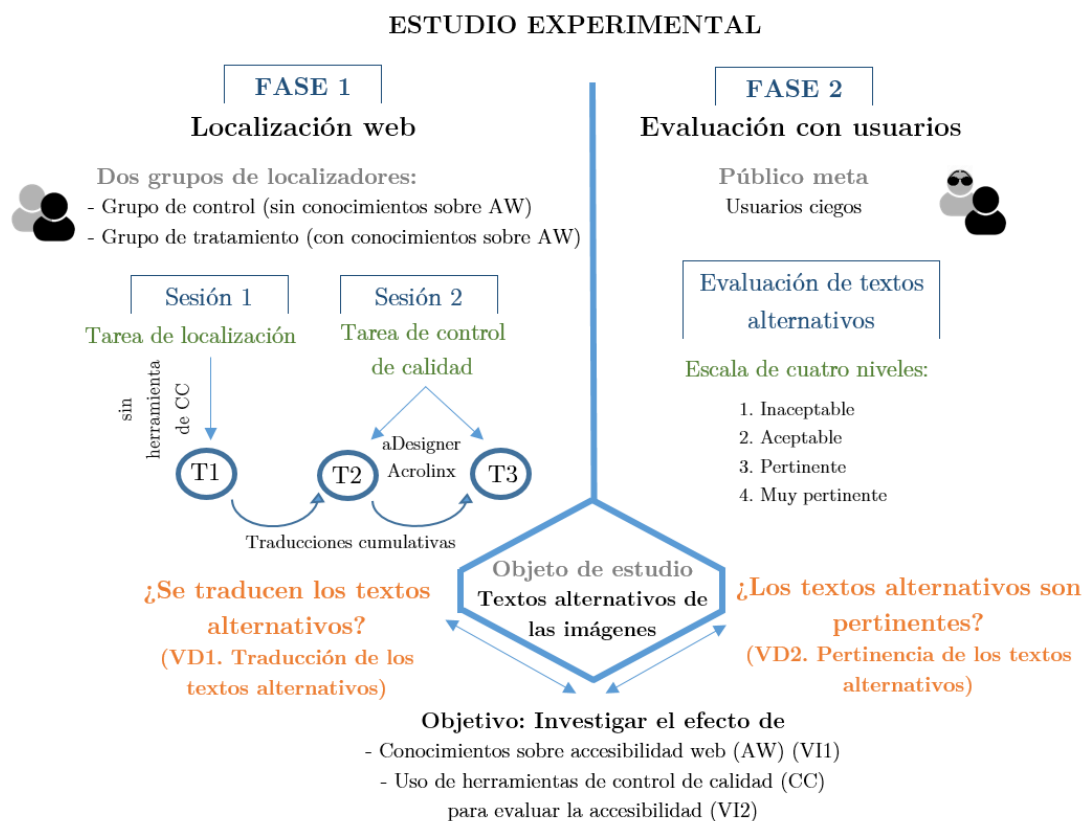 ESTUDIO EXPERIMENTAL
FASE 1
Localización web
Dos grupos de localizadores:
- Grupo de control (sin conocimientos sobre AW)
- Grupo de tratamiento (con conocimientos sobre AW)
Sesión 1
Tarea de localización
sin
herramienta
de CC
Sesión 2
Tarea de control
de calidad
aDesigner
Acrolinx
T1
T2
T3
Traducciones cumulativas
¿Se traducen los textos
alternativos?
(VD1. Traducción de los
textos alternativos)
FASE 2
Evaluación con usuarios
Público meta
Usuarios ciegos
Evaluación de textos
alternativos
Escala de cuatro niveles:
1. Inaceptable
2. Aceptable
3. Pertinente
4. Muy pertinente
¿Los textos alternativos son
pertinentes?
(VD2. Pertinencia de los textos
alternativos)
Objeto de estudio
Textos alternativos de
las imágenes
Objetivo: Investigar el efecto de
- Conocimientos sobre accesibilidad web (AW) (VI1)
- Uso de herramientas de control de calidad (CC)
para evaluar la accesibilidad (VI2)